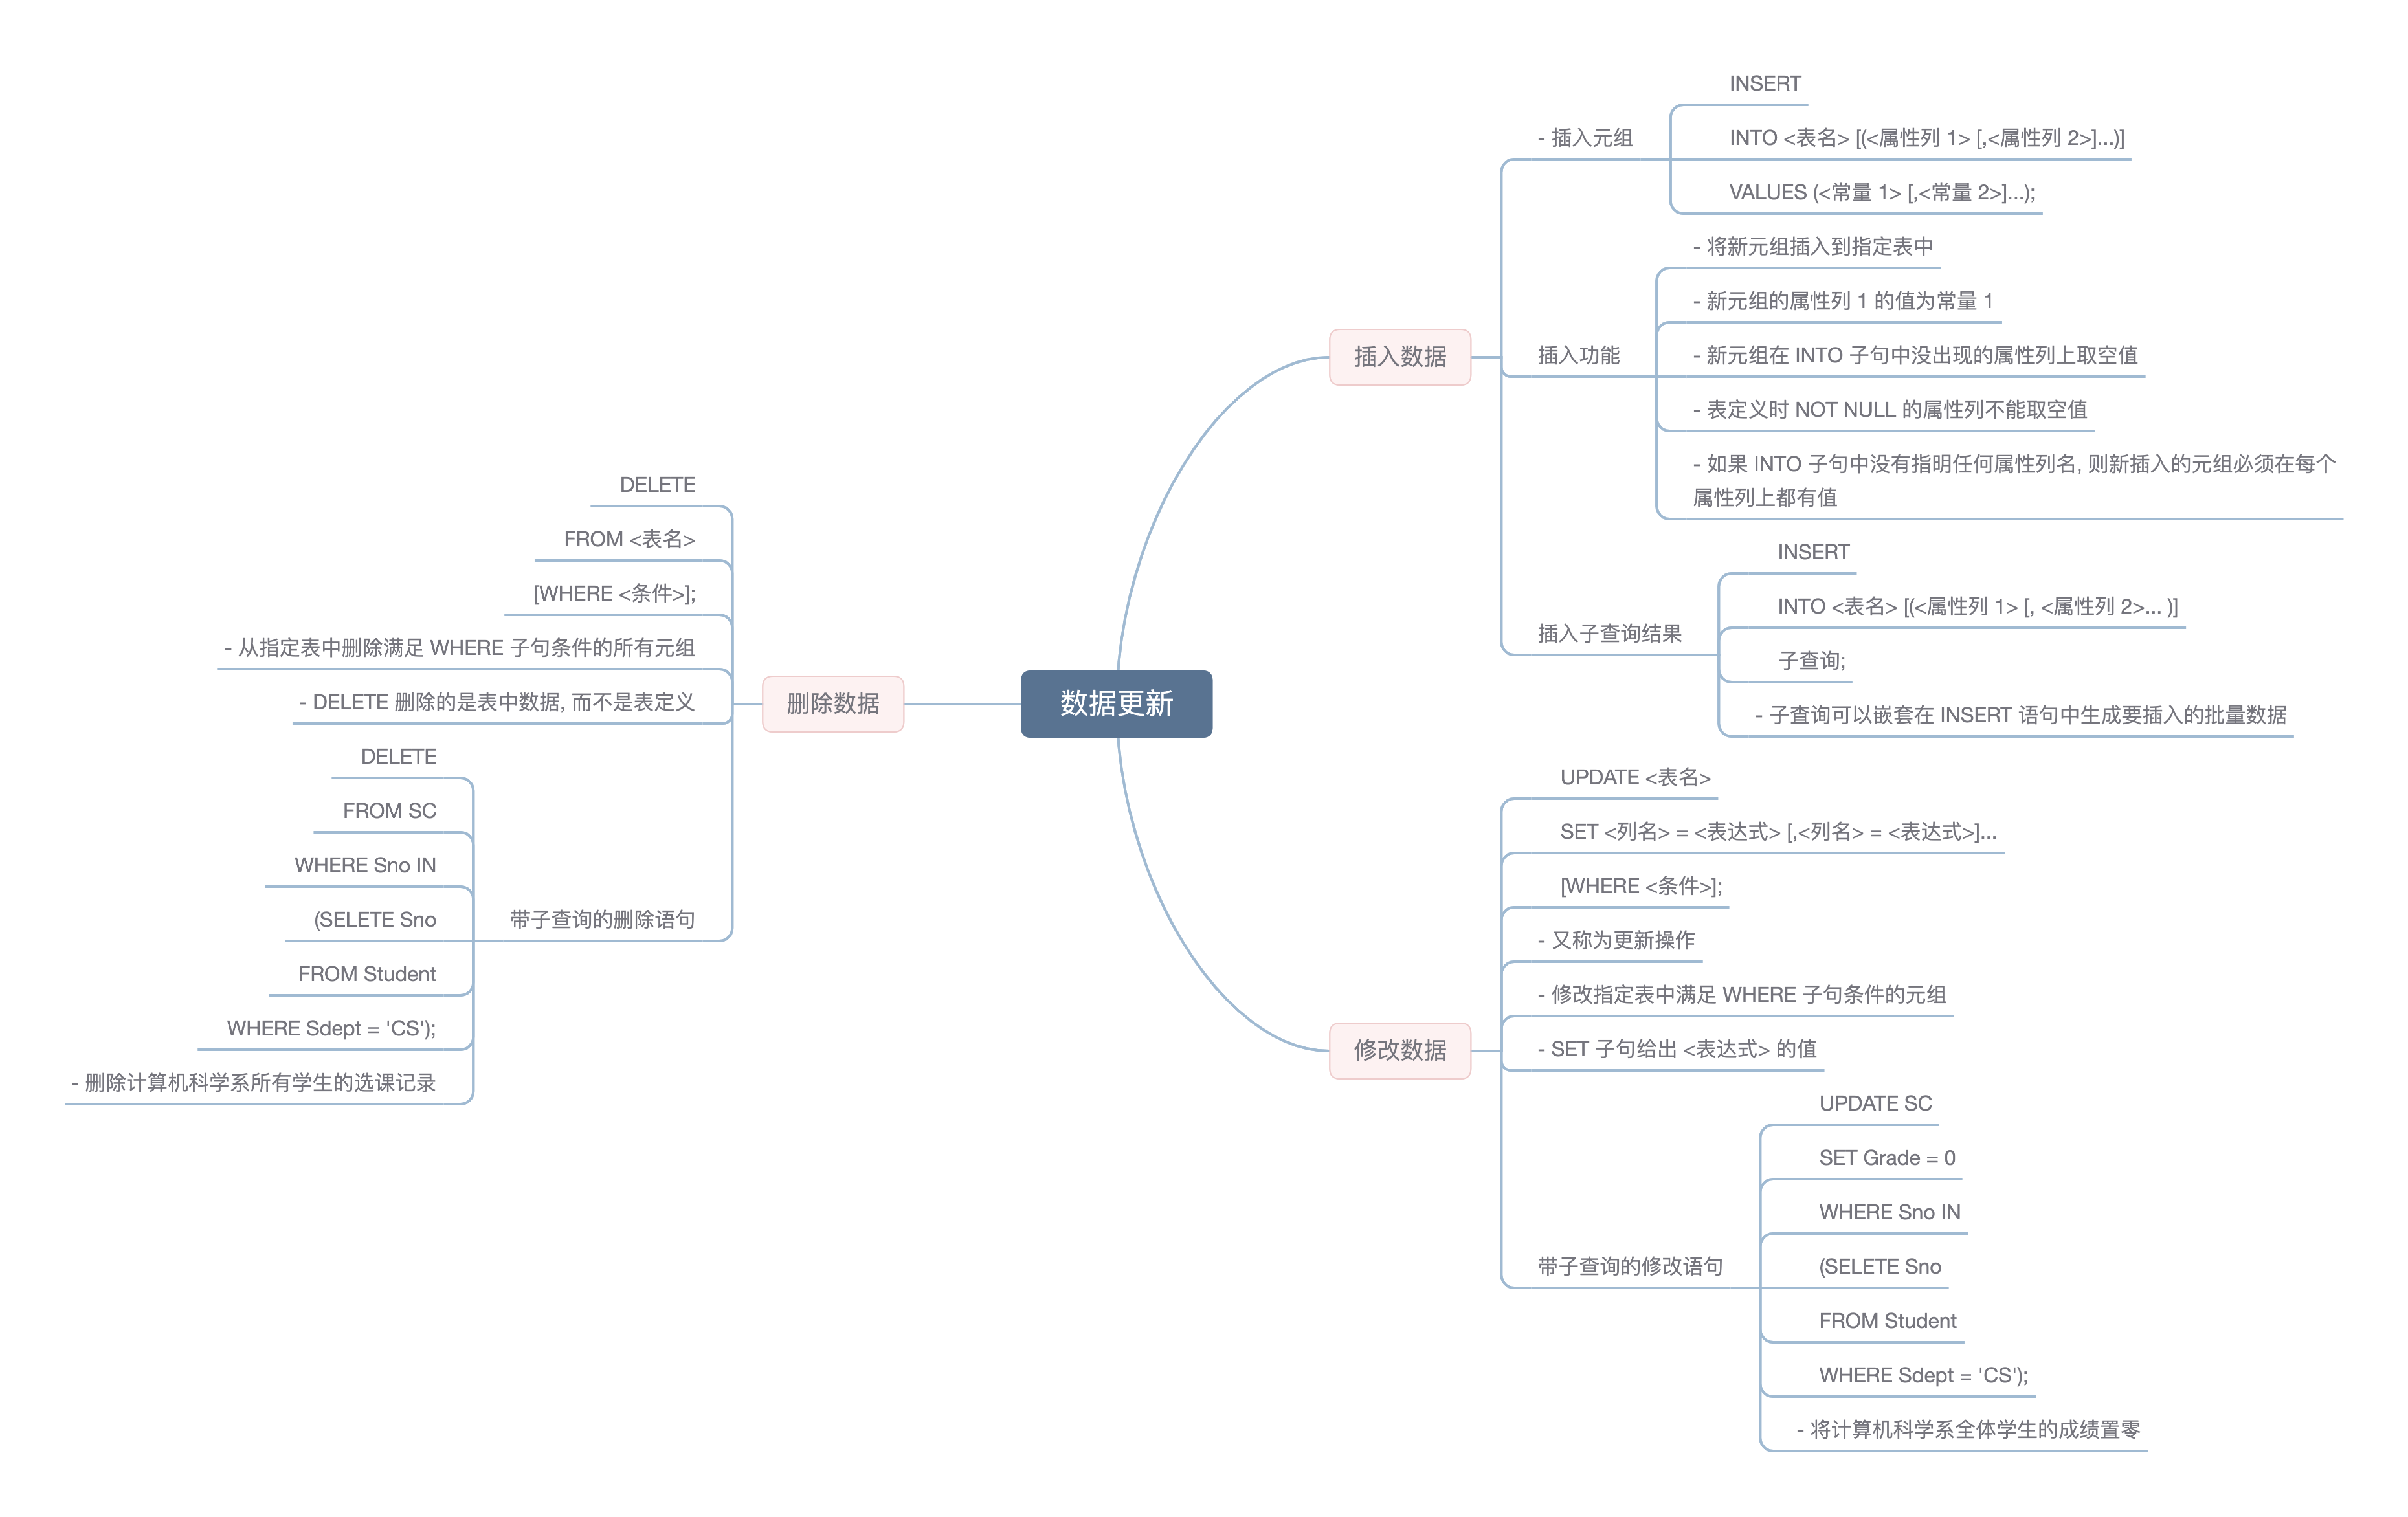 数据更新
插入数据
- 插入元组
INSERT
INTO <表名> [(<属性列 1> [,<属性列 2>]...)]
VALUES (<常量 1> [,<常量 2>]...);
插入功能
- 将新元组插入到指定表中
- 新元组的属性列 1 的值为常量 1
- 新元组在 INTO 子句中没出现的属性列上取空值
- 表定义时 NOT NULL 的属性列不能取空值
- 如果 INTO 子句中没有指明任何属性列名, 则新插入的元组必须在每个
属性列上都有值
插入子查询结果
INSERT
INTO <表名> [(<属性列 1> [, <属性列 2>... )]
子查询;
- 子查询可以嵌套在 INSERT 语句中生成要插入的批量数据
修改数据
UPDATE <表名>
SET <列名> = <表达式> [,<列名> = <表达式>]...
[WHERE <条件>];
- 又称为更新操作
- 修改指定表中满足 WHERE 子句条件的元组
- SET 子句给出 <表达式> 的值
带子查询的修改语句
UPDATE SC
SET Grade = 0
WHERE Sno IN
(SELETE Sno
FROM Student
WHERE Sdept = 'CS');
- 将计算机科学系全体学生的成绩置零
删除数据
DELETE
FROM <表名>
[WHERE <条件>];
- 从指定表中删除满足 WHERE 子句条件的所有元组
- DELETE 删除的是表中数据, 而不是表定义
带子查询的删除语句
DELETE
FROM SC
WHERE Sno IN
(SELETE Sno
FROM Student
WHERE Sdept = 'CS');
- 删除计算机科学系所有学生的选课记录